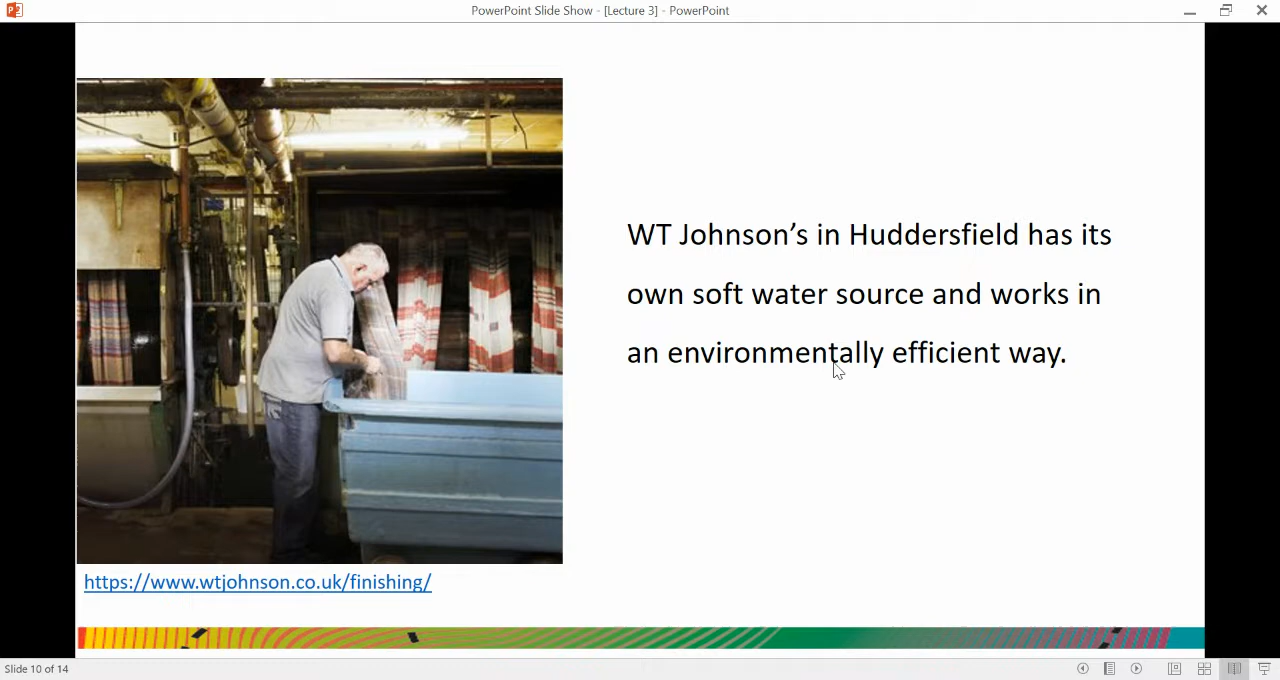 PowerPoint Slide Show - [Lecture 3] - PowerPoint
WT Johnson’s in Huddersfield has its
own soft water source and works in
an environmentally efficient way.
https://www.wtjohnson.co.uk/finishing/
Slide 10 of 14